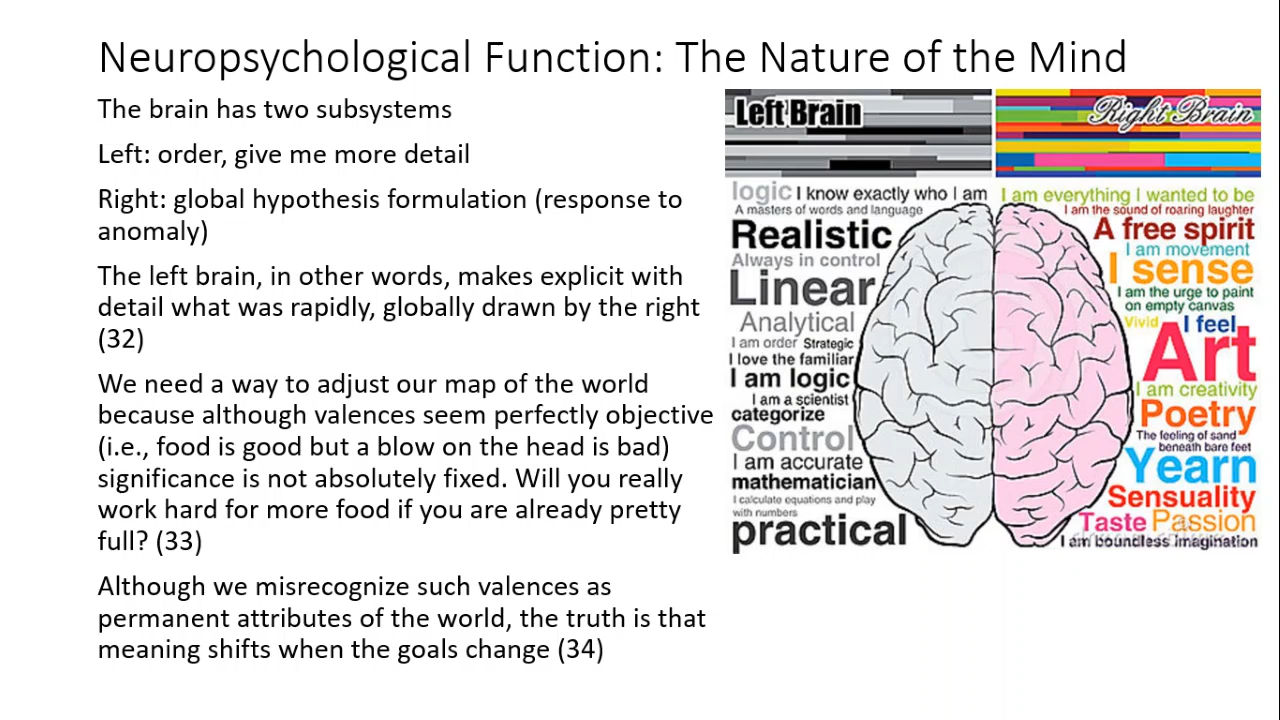 Neuropsychological Function: The Nature of the Mind
The brain has two subsystems
Left: order, give me more detail
Right: global hypothesis formulation (response to
anomaly)
The left brain, in other words, makes explicit with
detail what was rapidly, globally drawn by the right
(32)
We need a way to adjust our map of the world
because although valences seem perfectly objective
(i.e., food is good but a blow on the head is bad)
significance is not absolutely fixed. Will you really
work hard for more food if you are already pretty
full? (33)
Although we misrecognize such valences as
permanent attributes of the world, the truth is that
meaning shifts when the goals change (34)
Left Brain
logic I know exactly who I am
A masters of words and language
Realistic
Always in control
Linear
Analytical
I am order Strategic
I love the familiar
I am logic
I am a scientist
categorize
Control
I am accurate
mathematician
I calculate equations and play
with numbers
practical
Right Brain
I am everything I wanted to be
I am the sound of roaring laughter
A free spirit
I am movement
I sense
I am the urge to paint
on empty canvas
Vivid I feel
Art
I am creativity
Poetry
The feeling of sand
beneath bare feet
Yearn
Sensuality
Taste Passion
I am boundless imagination